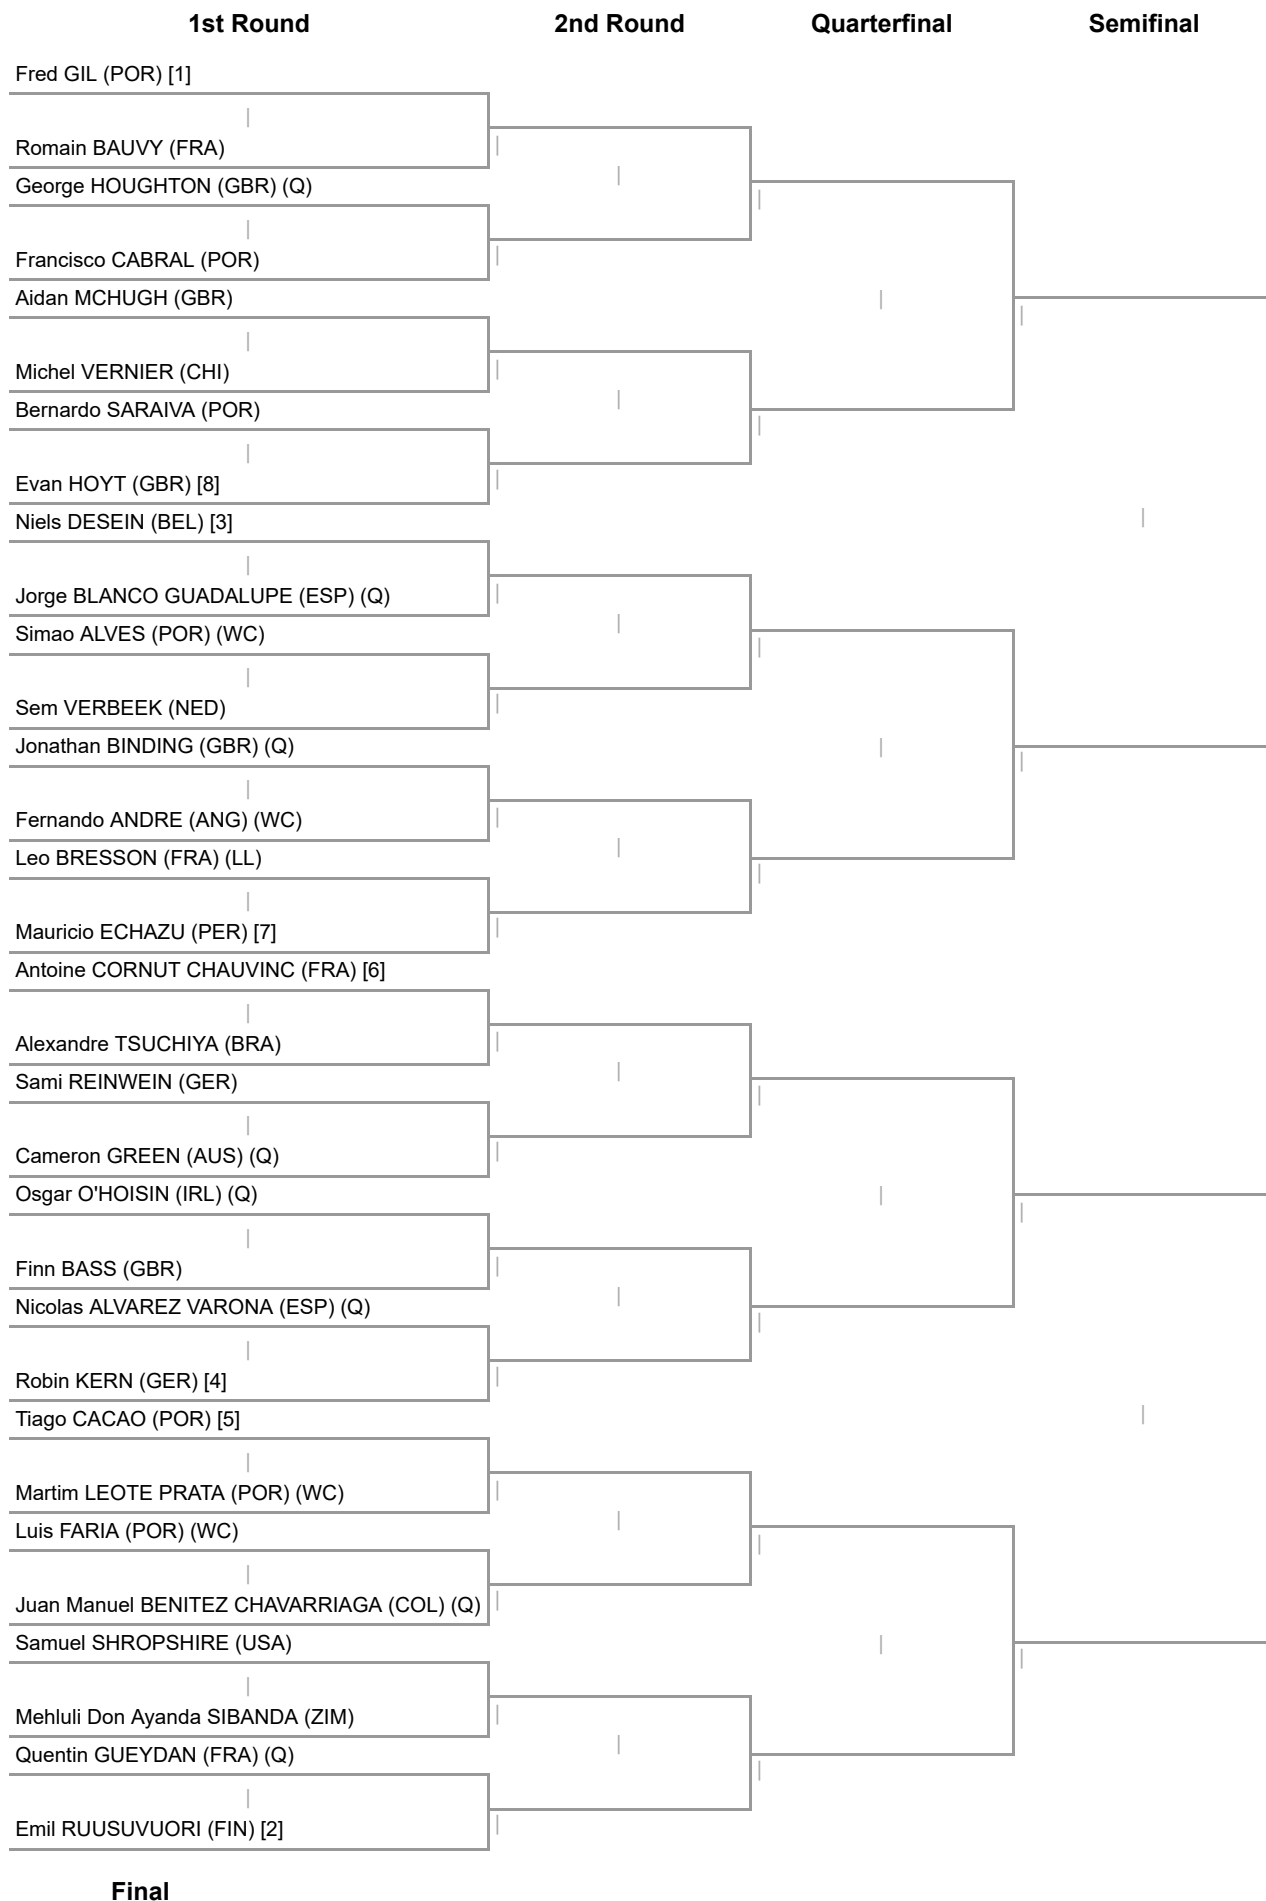 1st Round 2nd Round Quarterfinal Semifinal
Fred GIL (POR) [1]
Romain BAUVY (FRA)
George HOUGHTON (GBR) (Q)
Francisco CABRAL (POR)
Aidan MCHUGH (GBR)
Michel VERNIER (CHI)
Bernardo SARAIVA (POR)
Evan HOYT (GBR) [8]
Niels DESEIN (BEL) [3]
Jorge BLANCO GUADALUPE (ESP) (Q)
Simao ALVES (POR) (WC)
Sem VERBEEK (NED)
Jonathan BINDING (GBR) (Q)
Fernando ANDRE (ANG) (WC)
Leo BRESSON (FRA) (LL)
Mauricio ECHAZU (PER) [7]
Antoine CORNUT CHAUVINC (FRA) [6]
Alexandre TSUCHIYA (BRA)
Sami REINWEIN (GER)
Cameron GREEN (AUS) (Q)
Osgar O'HOISIN (IRL) (Q)
Finn BASS (GBR)
Nicolas ALVAREZ VARONA (ESP) (Q)
Robin KERN (GER) [4]
Tiago CACAO (POR) [5]
Martim LEOTE PRATA (POR) (WC)
Luis FARIA (POR) (WC)
Juan Manuel BENITEZ CHAVARRIAGA (COL) (Q)
Samuel SHROPSHIRE (USA)
Mehluli Don Ayanda SIBANDA (ZIM)
Quentin GUEYDAN (FRA) (Q)
Emil RUUSUVUORI (FIN) [2]
Final